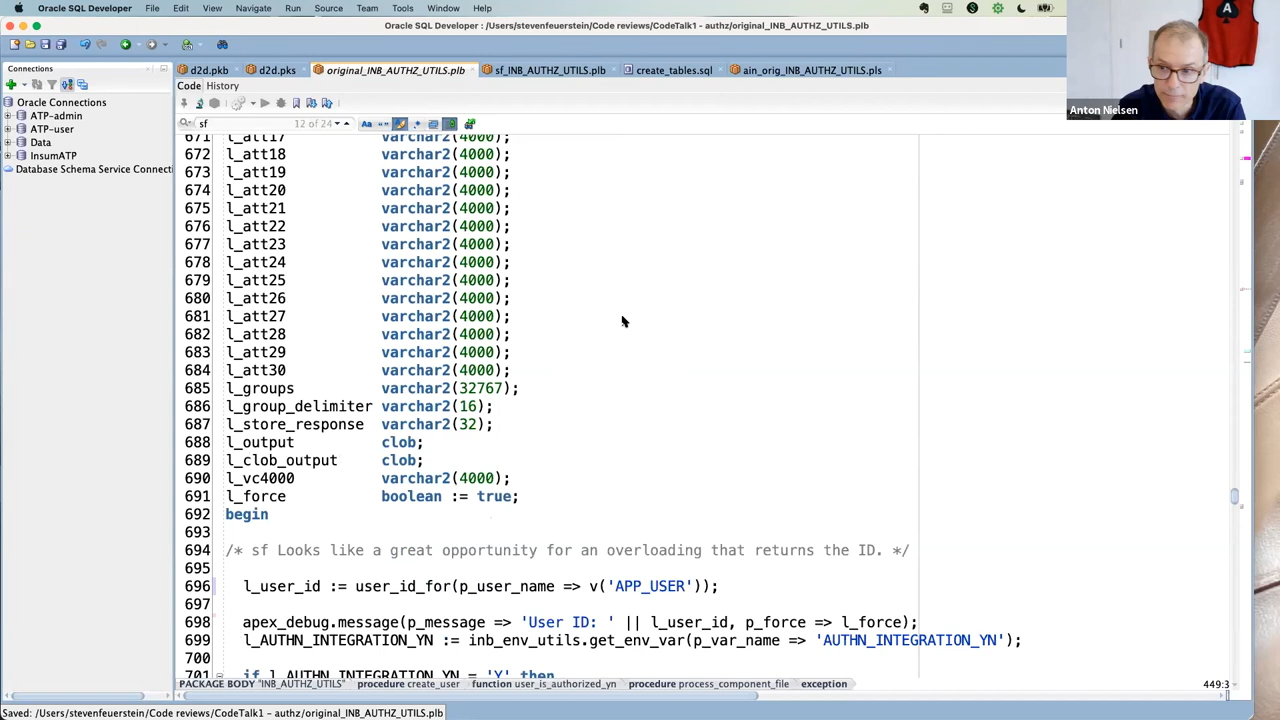 Oracle SQL Developer File Edit View Navigate Run Source Team Tools Window Help
Oracle SQL Developer : /Users/stevenfeuerstein/Code reviews/CodeTalk1 - authz/original_INB_AUTHZ_UTILS.plb
Connections
d2d.pkb d2d.pks original_INB_AUTHZ_UTILS.plb sf_INB_AUTHZ_UTILS.plb create_tables.sql ain_orig_INB_AUTHZ_UTILS.pls
Code History
Oracle Connections
ATP-admin
ATP-user
Data
InsumATP
Database Schema Service Connecti
sf 12 of 24 Aa
Anton Nielsen
671 l_att17 varchar2(4000);
672 l_att18 varchar2(4000);
673 l_att19 varchar2(4000);
674 l_att20 varchar2(4000);
675 l_att21 varchar2(4000);
676 l_att22 varchar2(4000);
677 l_att23 varchar2(4000);
678 l_att24 varchar2(4000);
679 l_att25 varchar2(4000);
680 l_att26 varchar2(4000);
681 l_att27 varchar2(4000);
682 l_att28 varchar2(4000);
683 l_att29 varchar2(4000);
684 l_att30 varchar2(4000);
685 l_groups varchar2(32767);
686 l_group_delimiter varchar2(16);
687 l_store_response varchar2(32);
688 l_output clob;
689 l_clob_output clob;
690 l_vc4000 varchar2(4000);
691 l_force boolean := true;
692 begin
693
694 /* sf Looks like a great opportunity for an overloading that returns the ID. */
695
696 l_user_id := user_id_for(p_user_name => v('APP_USER'));
697
698 apex_debug.message(p_message => 'User ID: ' || l_user_id, p_force => l_force);
699 l_AUTHN_INTEGRATION_YN := inb_env_utils.get_env_var(p_var_name => 'AUTHN_INTEGRATION_YN');
700
701 if l_AUTHN_INTEGRATION_YN = 'Y' then
PACKAGE BODY "INB_AUTHZ_UTILS" procedure create_user function user_is_authorized_yn procedure process_component_file exception 449:3
Saved: /Users/stevenfeuerstein/Code reviews/CodeTalk1 - authz/original_INB_AUTHZ_UTILS.plb